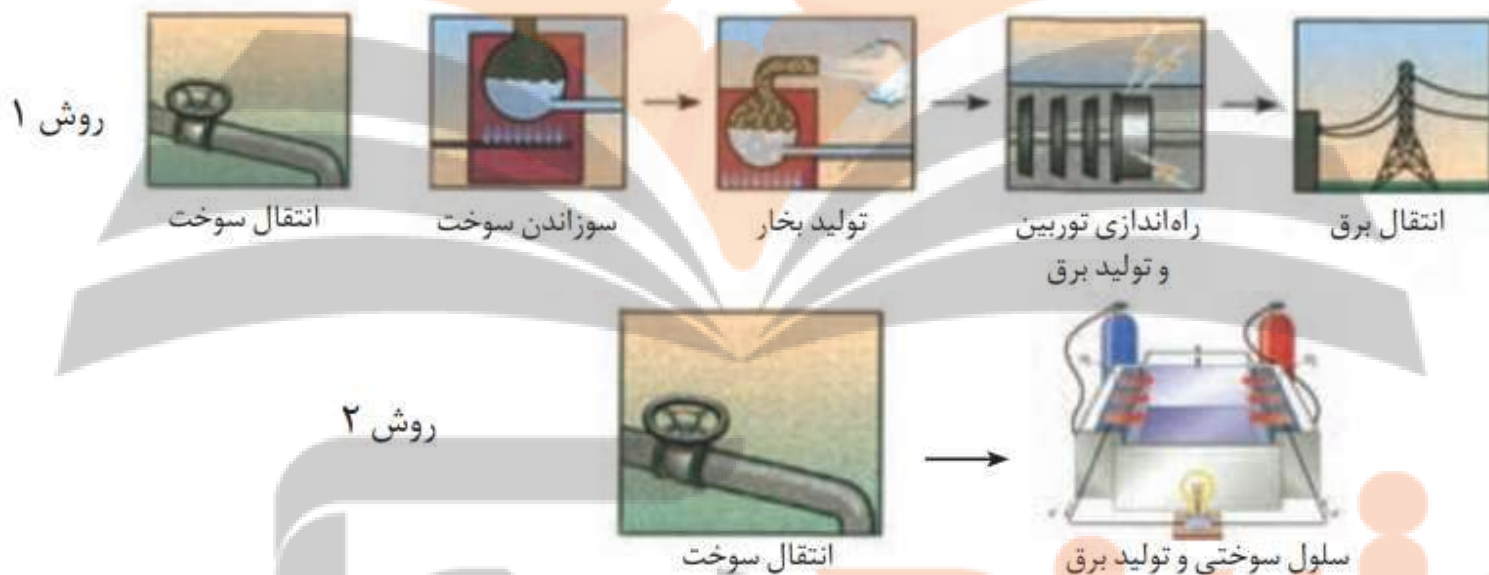 روش ۱
انتقال سوخت
سوزاندن سوخت
تولید بخار
راه‌اندازی توربین
و تولید برق
انتقال برق
روش ۲
انتقال سوخت
سلول سوختی و تولید برق